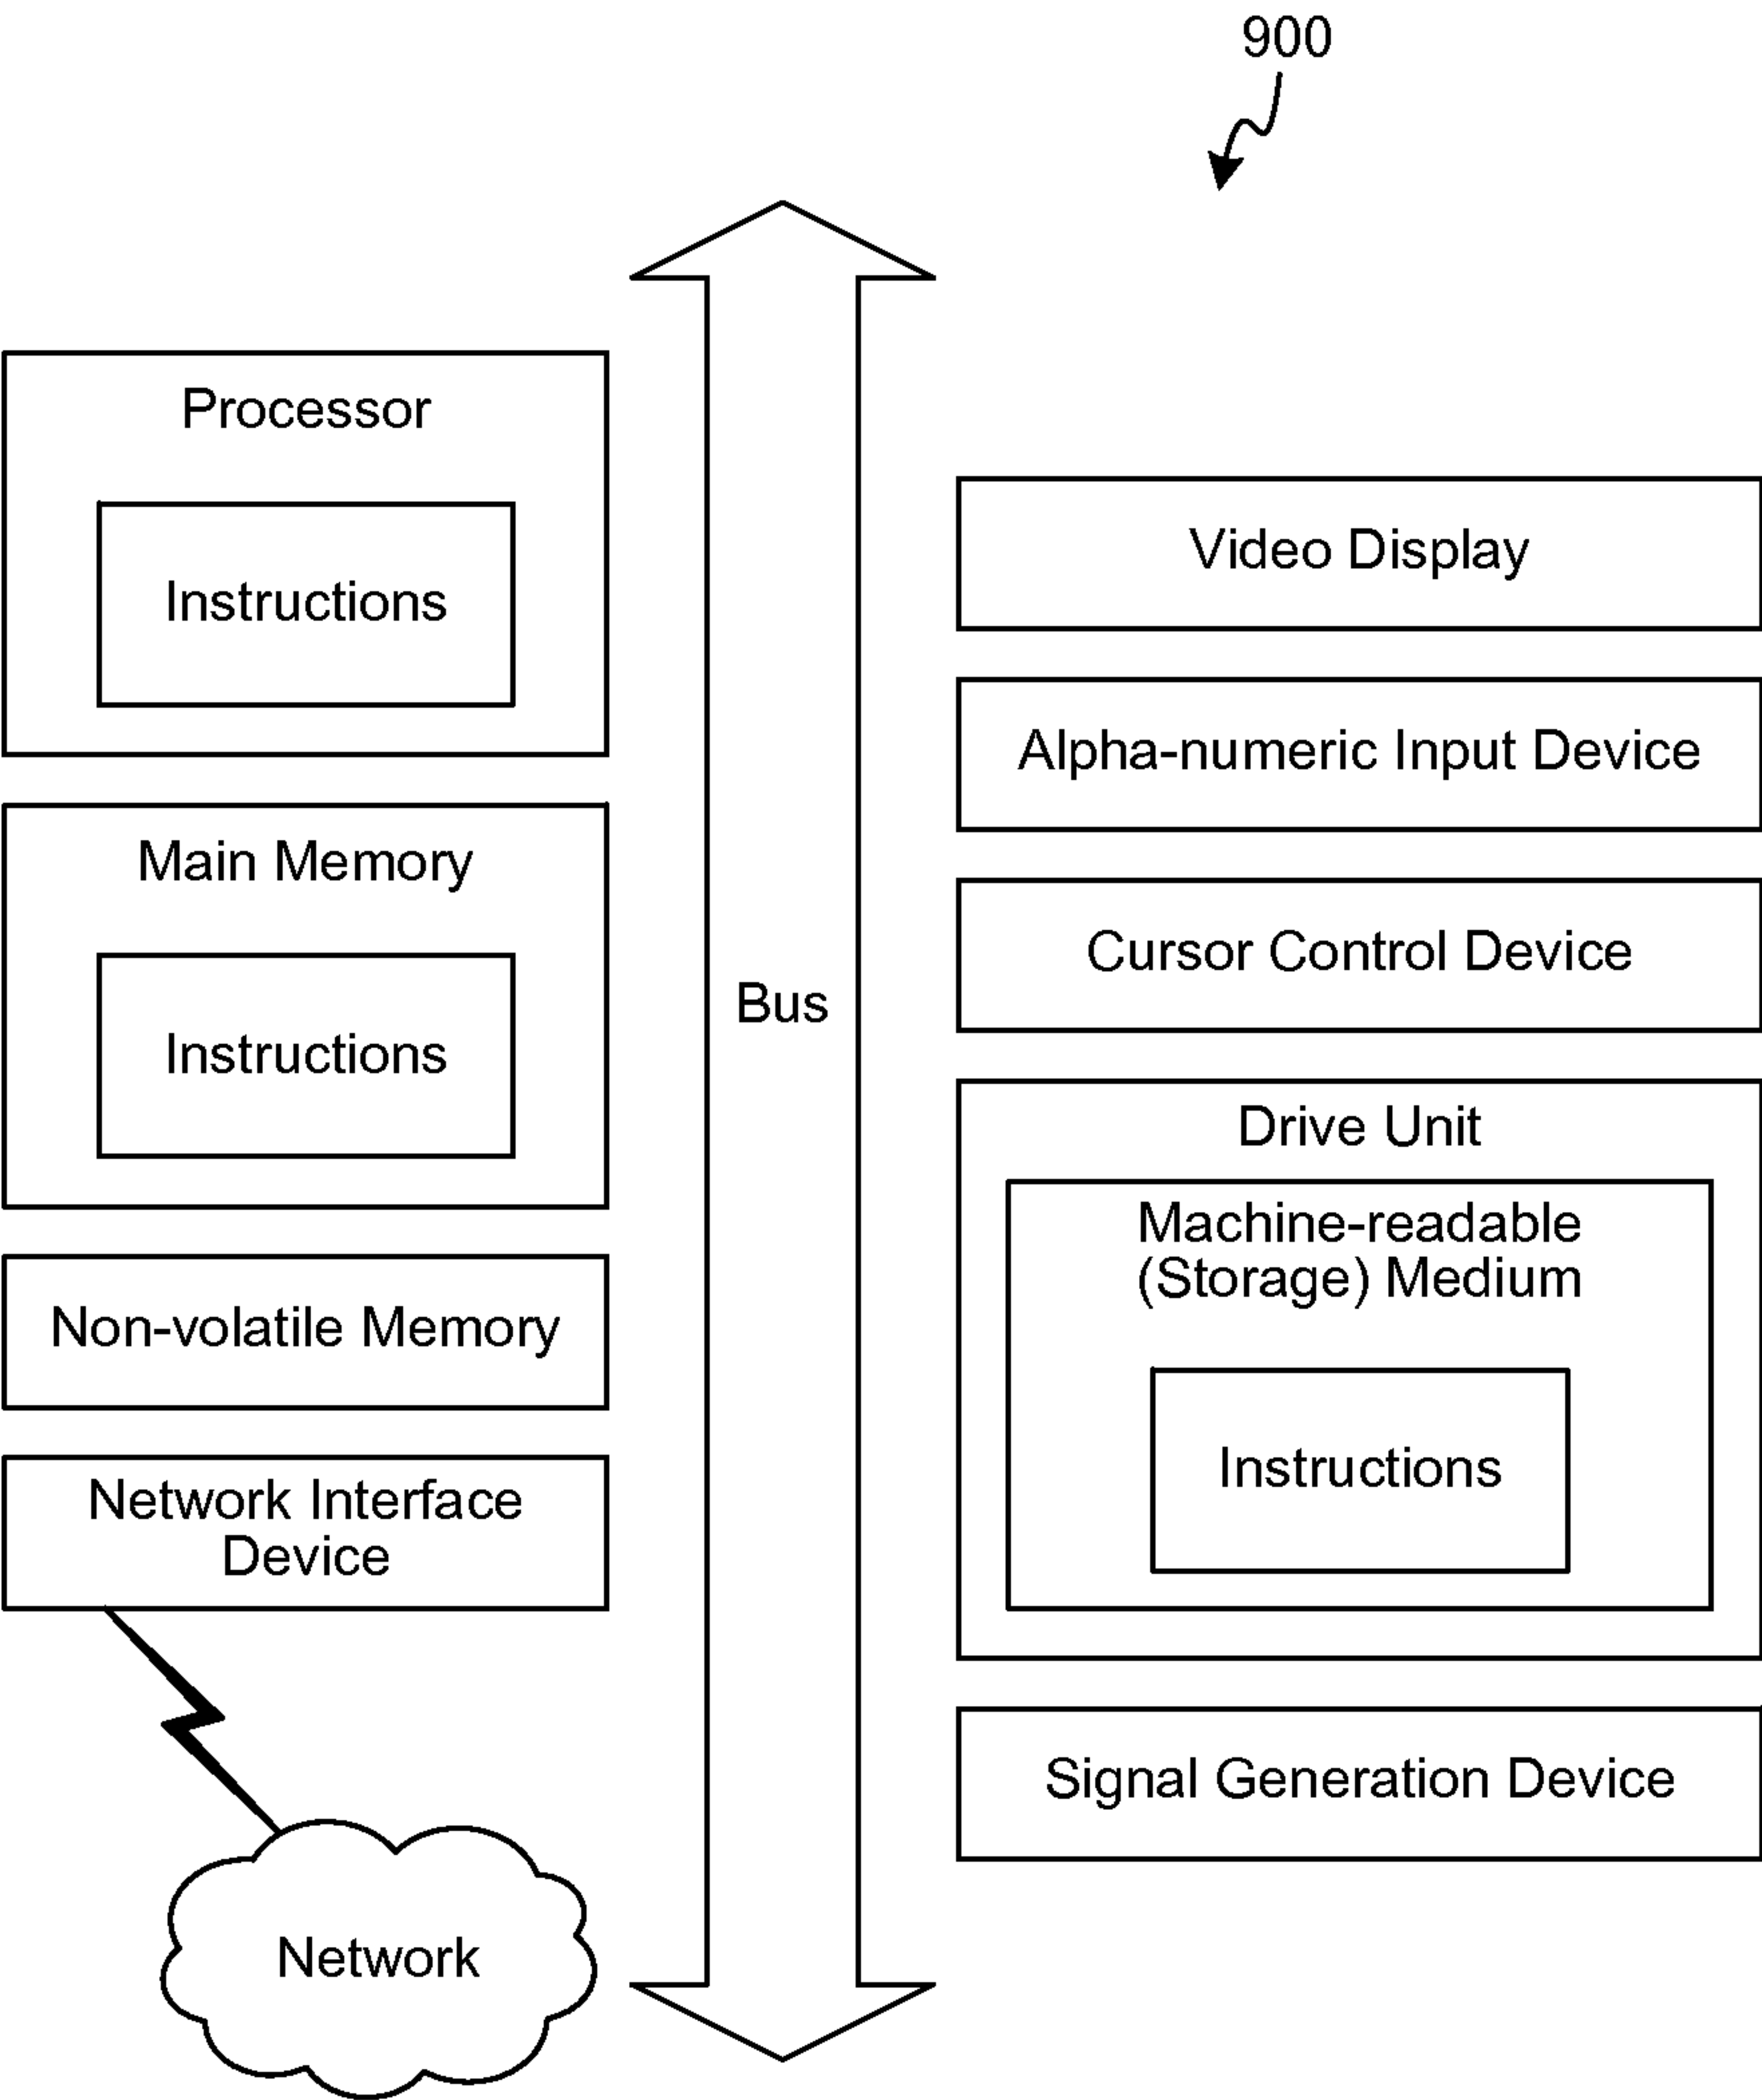 900
Processor
Instructions
Main Memory
Instructions
Non-volatile Memory
Network Interface
Device
Network
Bus
Video Display
Alpha-numeric Input Device
Cursor Control Device
Drive Unit
Machine-readable
(Storage) Medium
Instructions
Signal Generation Device